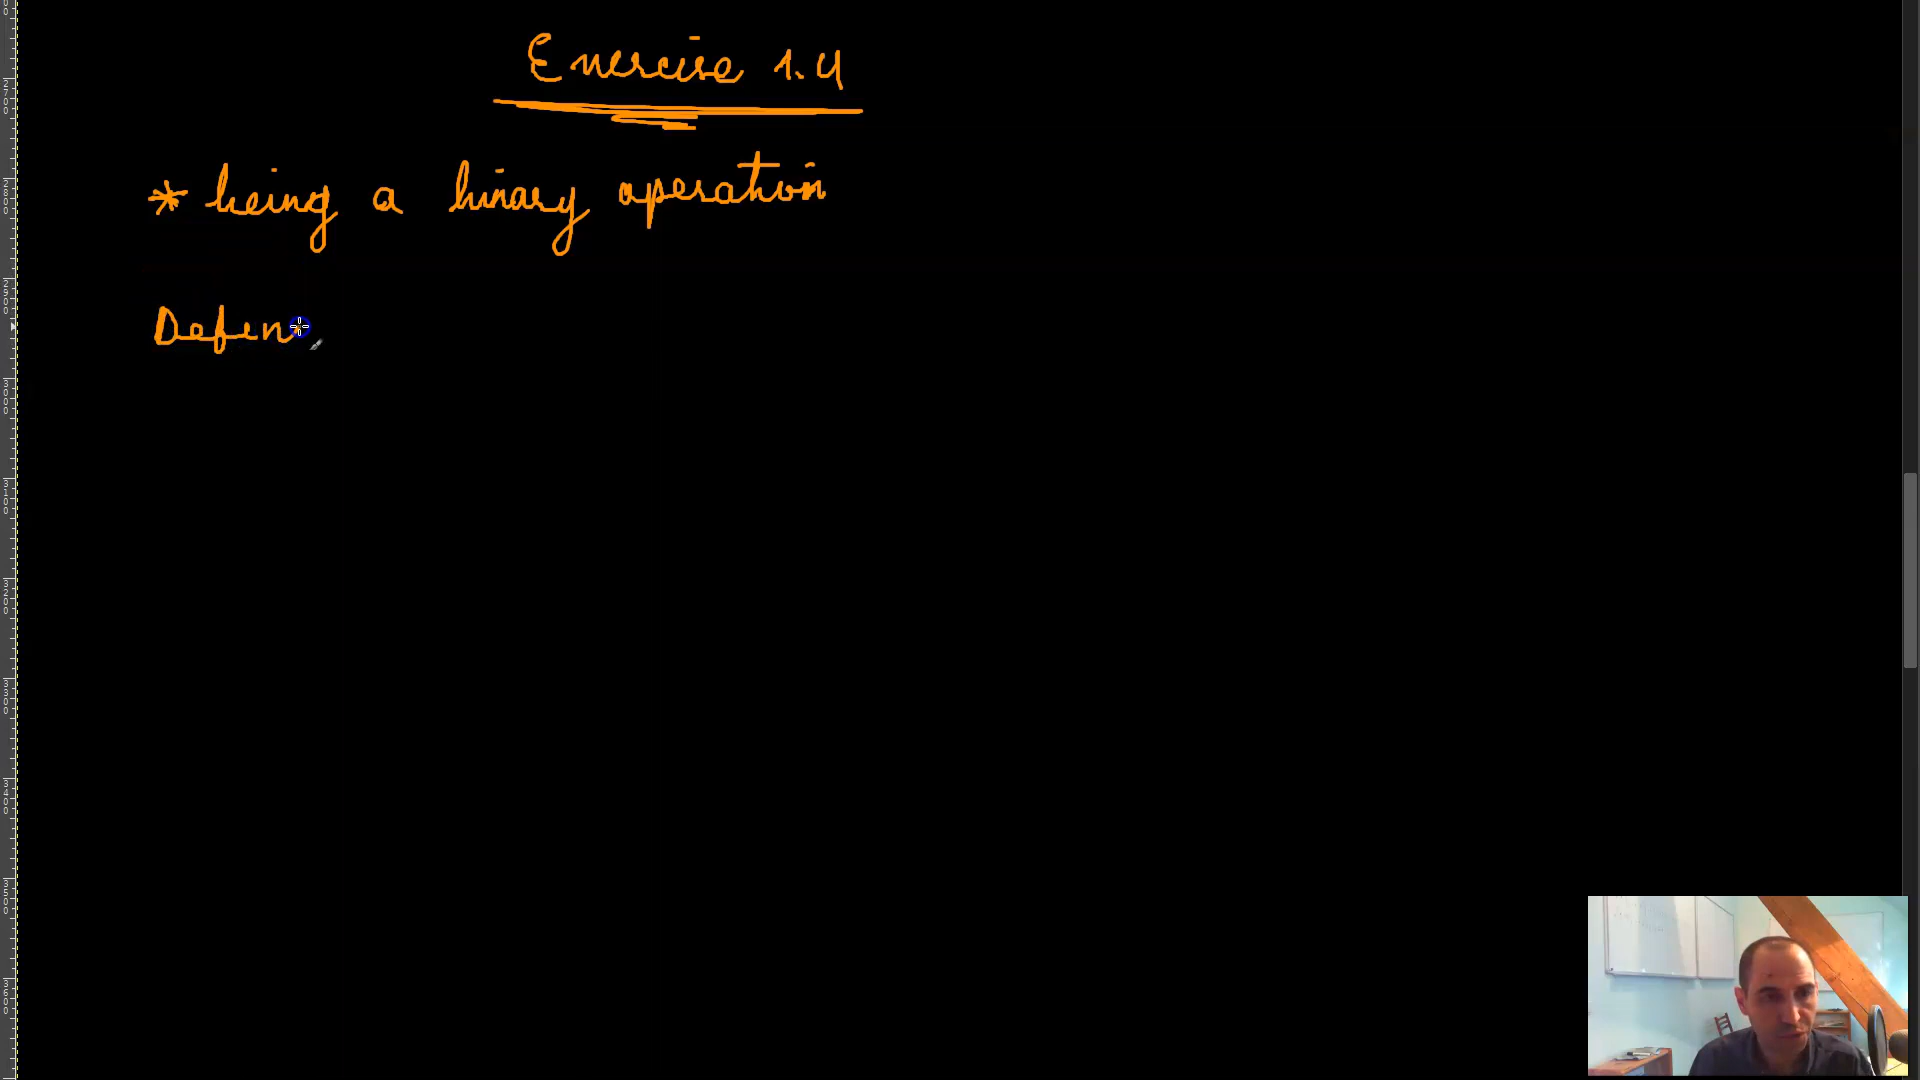 Exercise 1.4
* being a binary operation
Defin